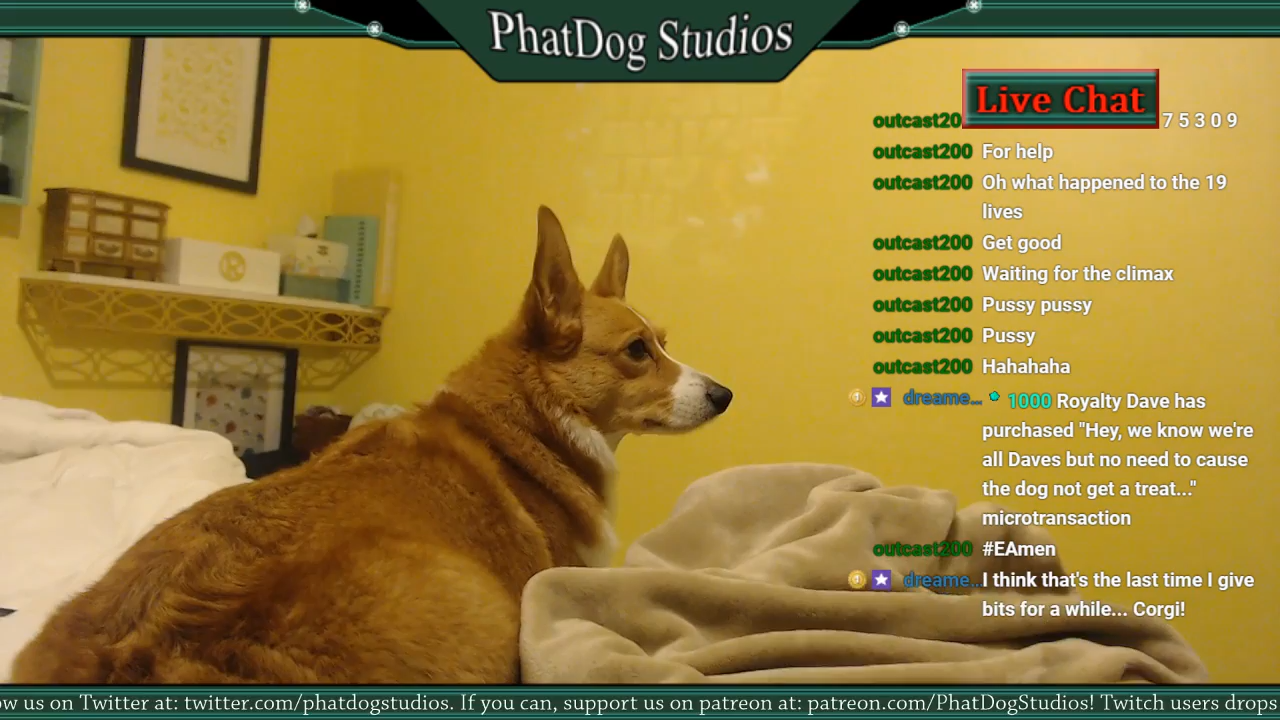 PhatDog Studios
Live Chat
outcast20 7 5 3 0 9
outcast200 For help
outcast200 Oh what happened to the 19
lives
outcast200 Get good
outcast200 Waiting for the climax
outcast200 Pussy pussy
outcast200 Pussy
outcast200 Hahahaha
dreame... 1000 Royalty Dave has
purchased "Hey, we know we're
all Daves but no need to cause
the dog not get a treat..."
microtransaction
outcast200 #EAmen
dreame... I think that's the last time I give
bits for a while... Corgi!
ow us on Twitter at: twitter.com/phatdogstudios. If you can, support us on patreon at: patreon.com/PhatDogStudios! Twitch users drops